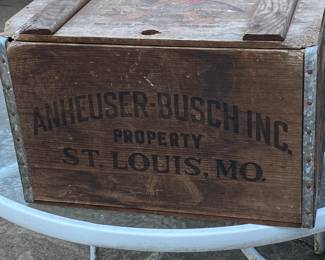 ANHEUSER-BUSCH INC.
PROPERTY
ST. LOUIS, MO.